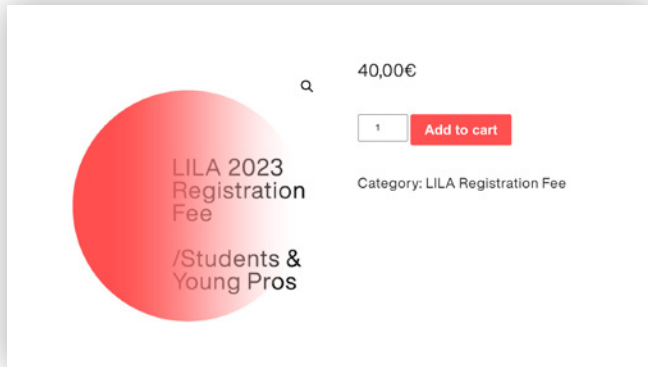 LILA 2023
Registration
Fee
/Students &
Young Pros
40,00€
1
Add to cart
Category: LILA Registration Fee